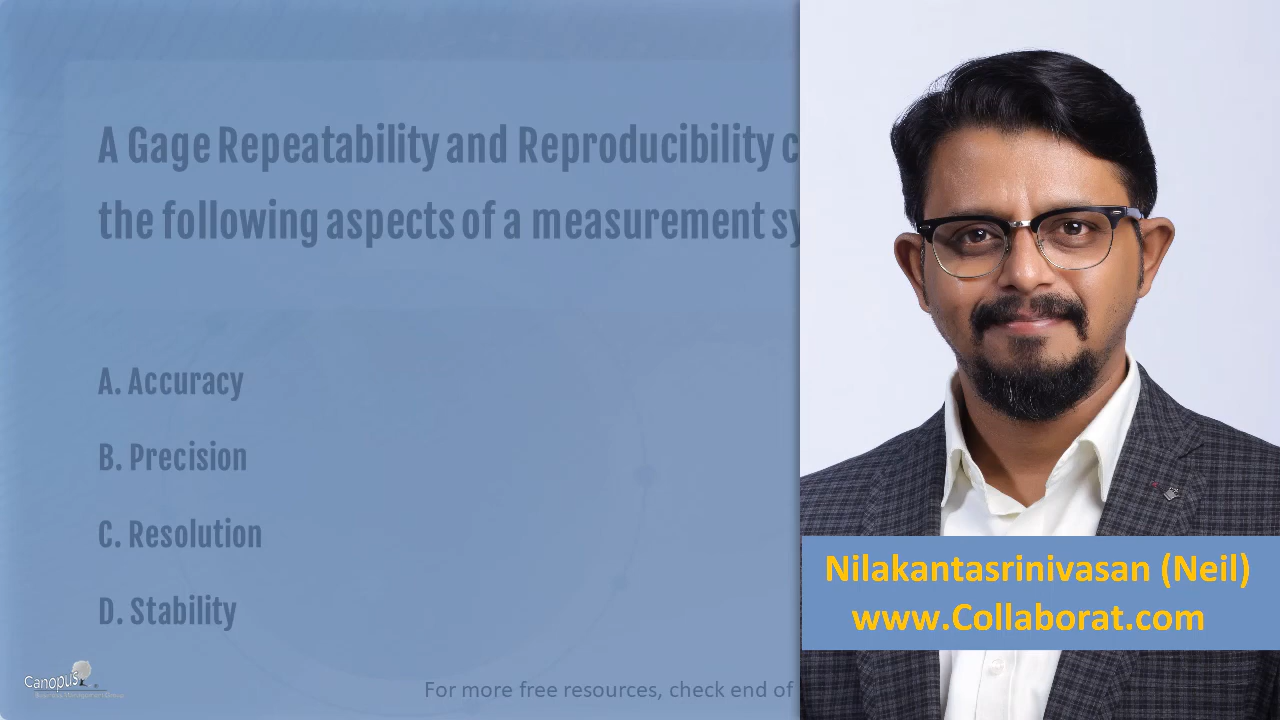 A Gage Repeatability and Reproducibility c
the following aspects of a measurement sy
A. Accuracy
B. Precision
C. Resolution
D. Stability
Canopus
For more free resources, check end of
Nilakantasrinivasan (Neil)
www.Collaborat.com